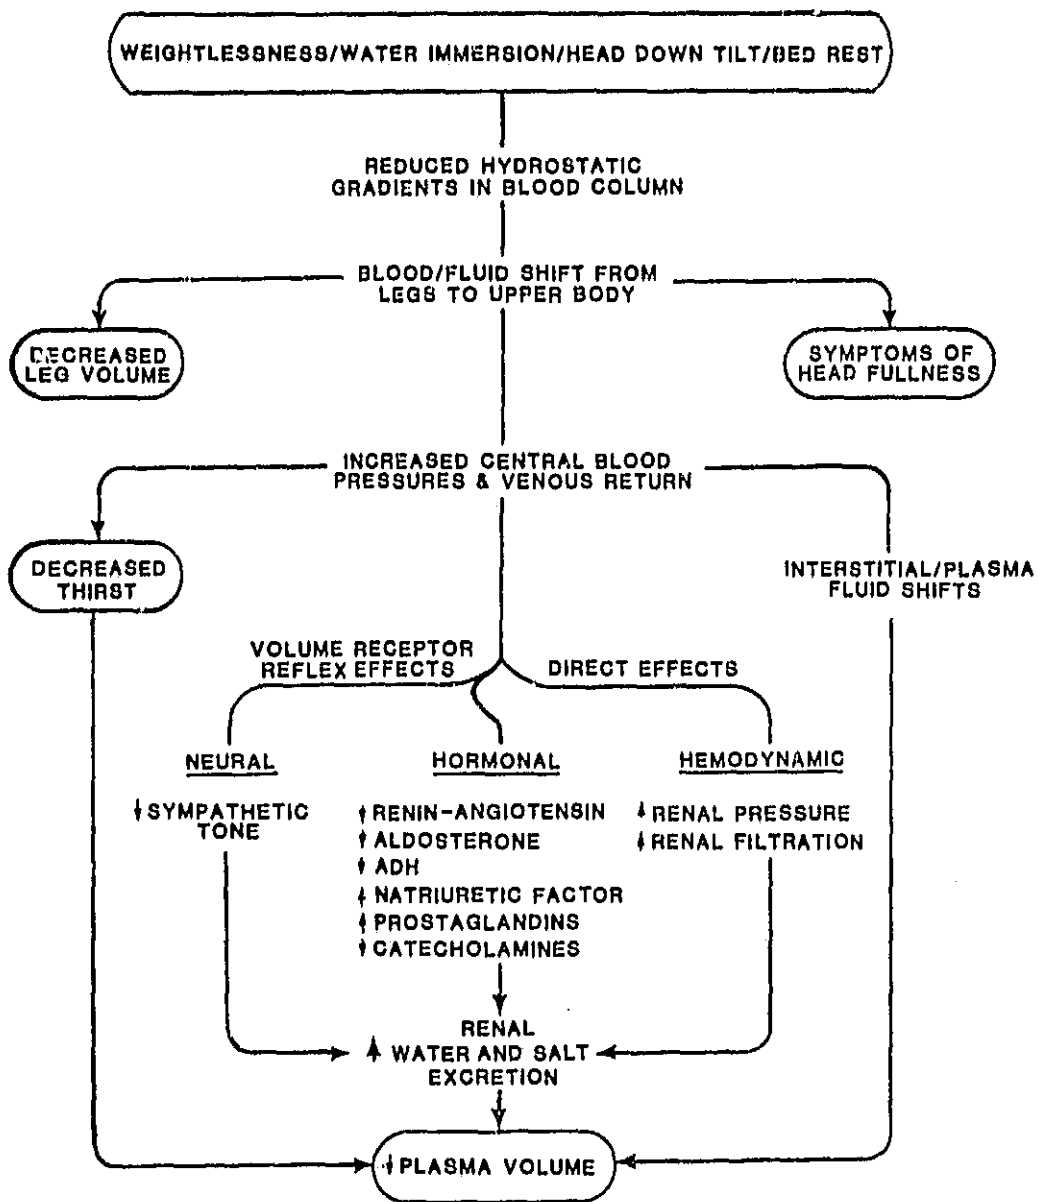 WEIGHTLESSNESS/WATER IMMERSION/HEAD DOWN TILT/BED REST
REDUCED HYDROSTATIC
GRADIENTS IN BLOOD COLUMN
BLOOD/FLUID SHIFT FROM
LEGS TO UPPER BODY
DECREASED
LEG VOLUME
SYMPTOMS OF
HEAD FULLNESS
INCREASED CENTRAL BLOOD
PRESSURES & VENOUS RETURN
DECREASED
THIRST
INTERSTITIAL/PLASMA
FLUID SHIFTS
VOLUME RECEPTOR
REFLEX EFFECTS
DIRECT EFFECTS
NEURAL
SYMPATHETIC
TONE
HORMONAL
RENIN-ANGIOTENSIN
ALDOSTERONE
ADH
NATRIURETIC FACTOR
PROSTAGLANDINS
CATECHOLAMINES
HEMODYNAMIC
RENAL PRESSURE
RENAL FILTRATION
RENAL
WATER AND SALT
EXCRETION
PLASMA VOLUME